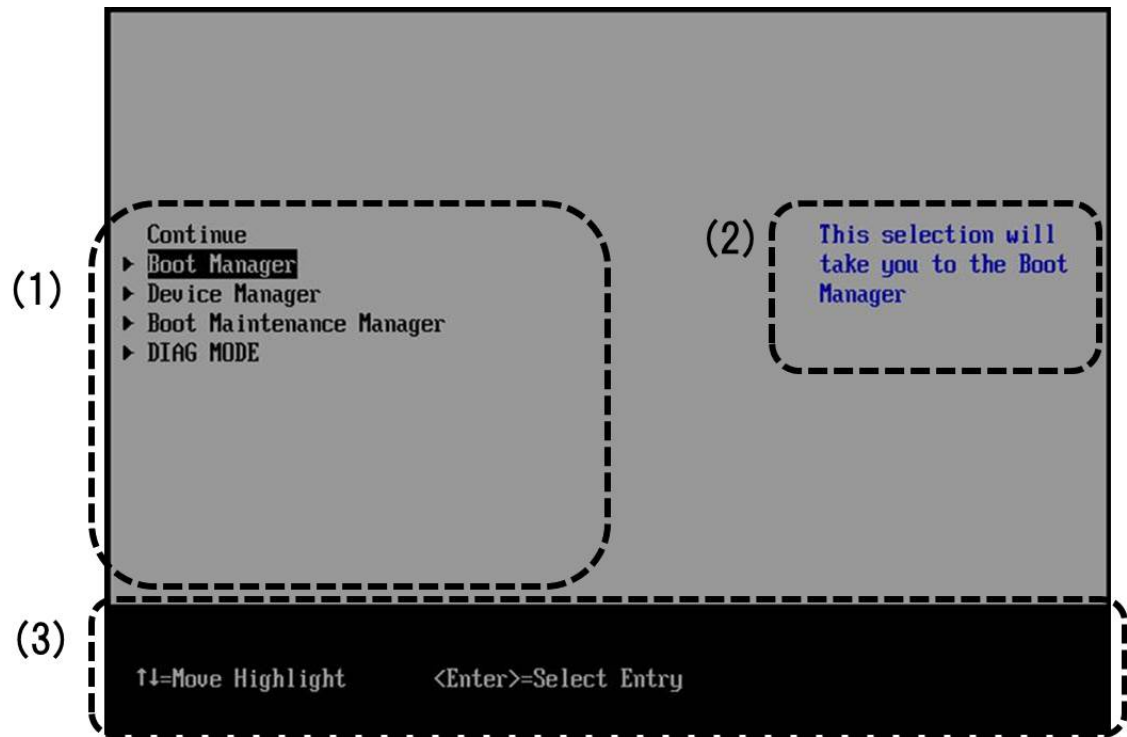 (1)
Continue
▶ Boot Manager
▶ Device Manager
▶ Boot Maintenance Manager
▶ DIAG MODE
(2)
This selection will
take you to the Boot
Manager
(3)
↑↓=Move Highlight <Enter>=Select Entry